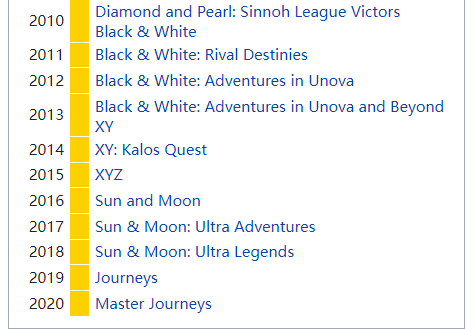 2010 Diamond and Pearl: Sinnoh League Victors
Black & White
2011 Black & White: Rival Destinies
2012 Black & White: Adventures in Unova
2013 Black & White: Adventures in Unova and Beyond
XY
2014 XY: Kalos Quest
2015 XYZ
2016 Sun and Moon
2017 Sun & Moon: Ultra Adventures
2018 Sun & Moon: Ultra Legends
2019 Journeys
2020 Master Journeys